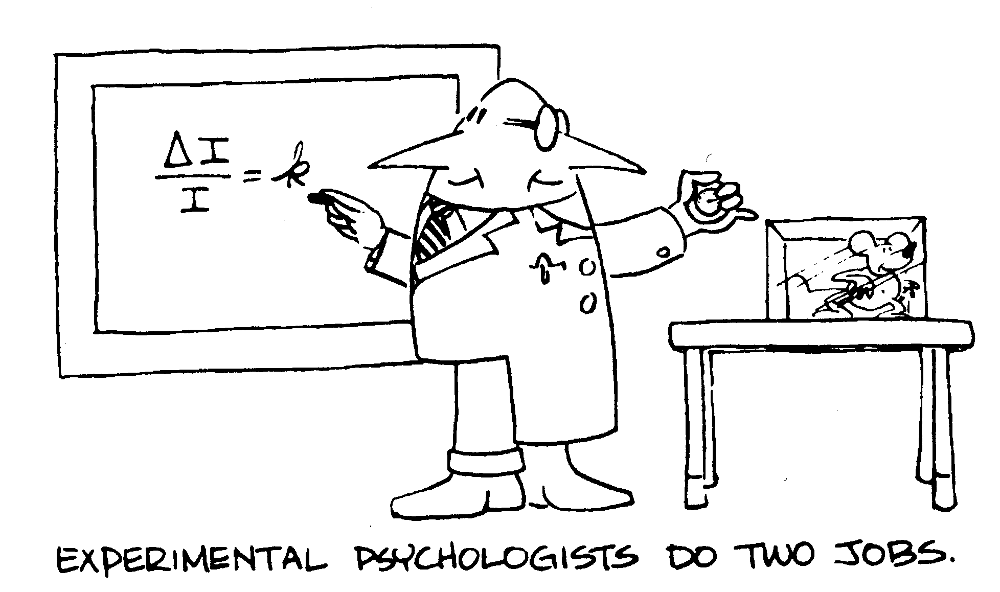 ΔI
I
= k
EXPERIMENTAL PSYCHOLOGISTS DO TWO JOBS.